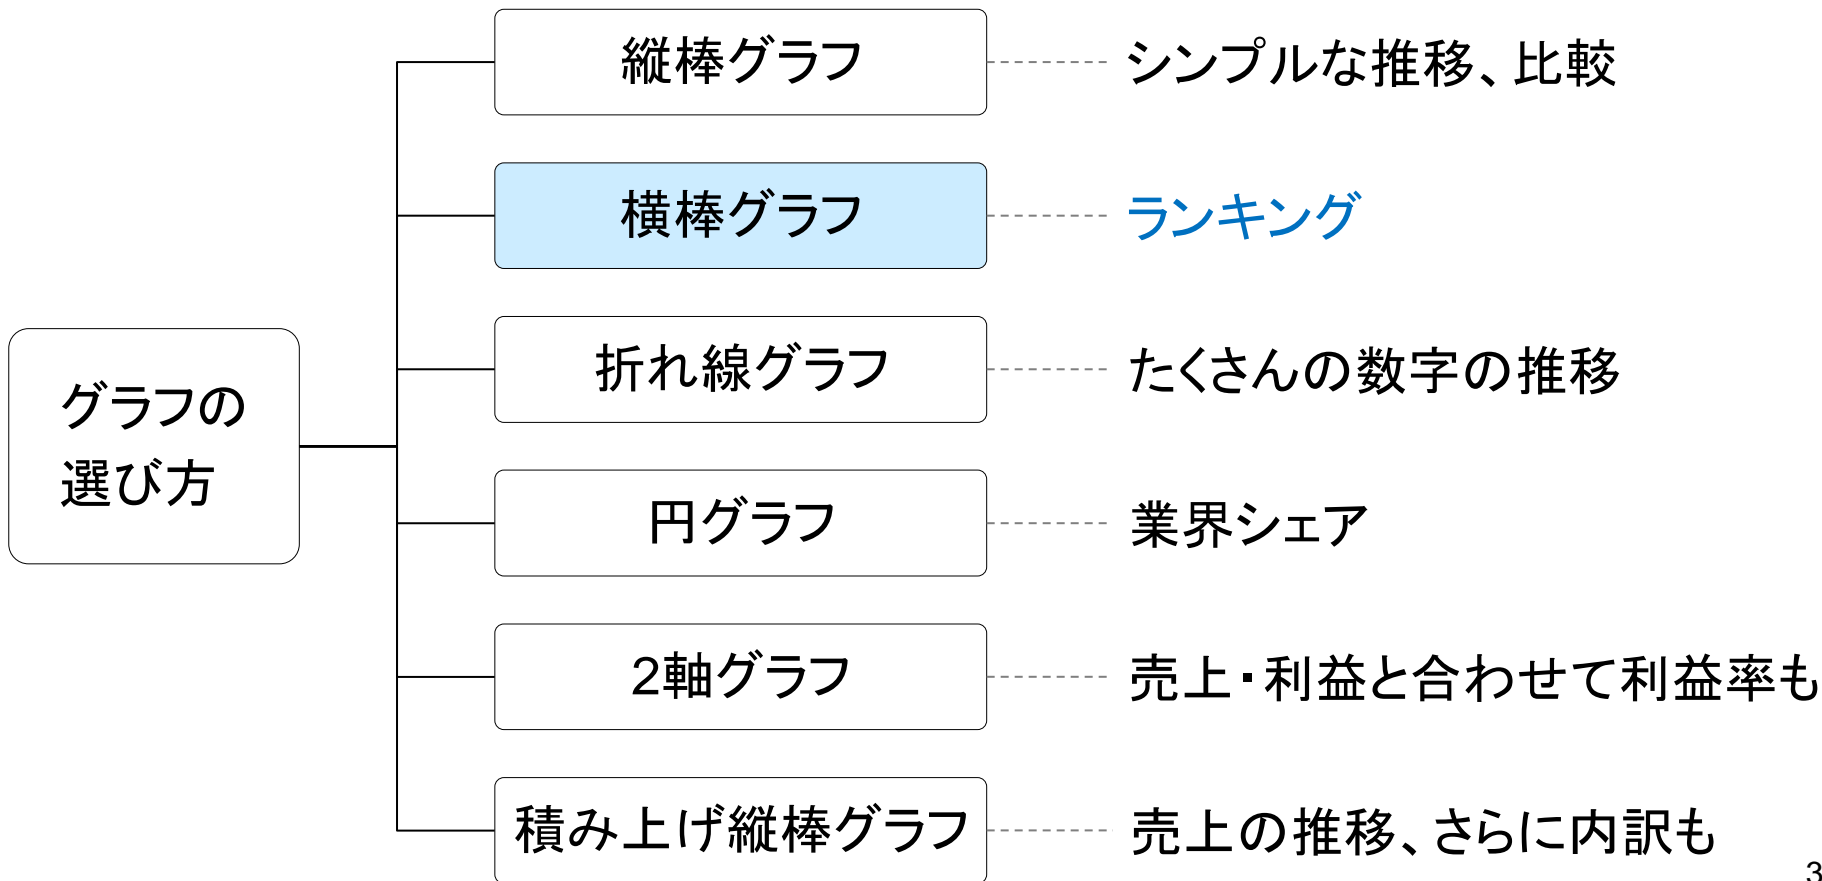 縦棒グラフ
シンプルな推移、比較
横棒グラフ
ランキング
折れ線グラフ
たくさんの数字の推移
グラフの
選び方
円グラフ
業界シェア
2軸グラフ
売上・利益と合わせて利益率も
積み上げ縦棒グラフ
売上の推移、さらに内訳も
3